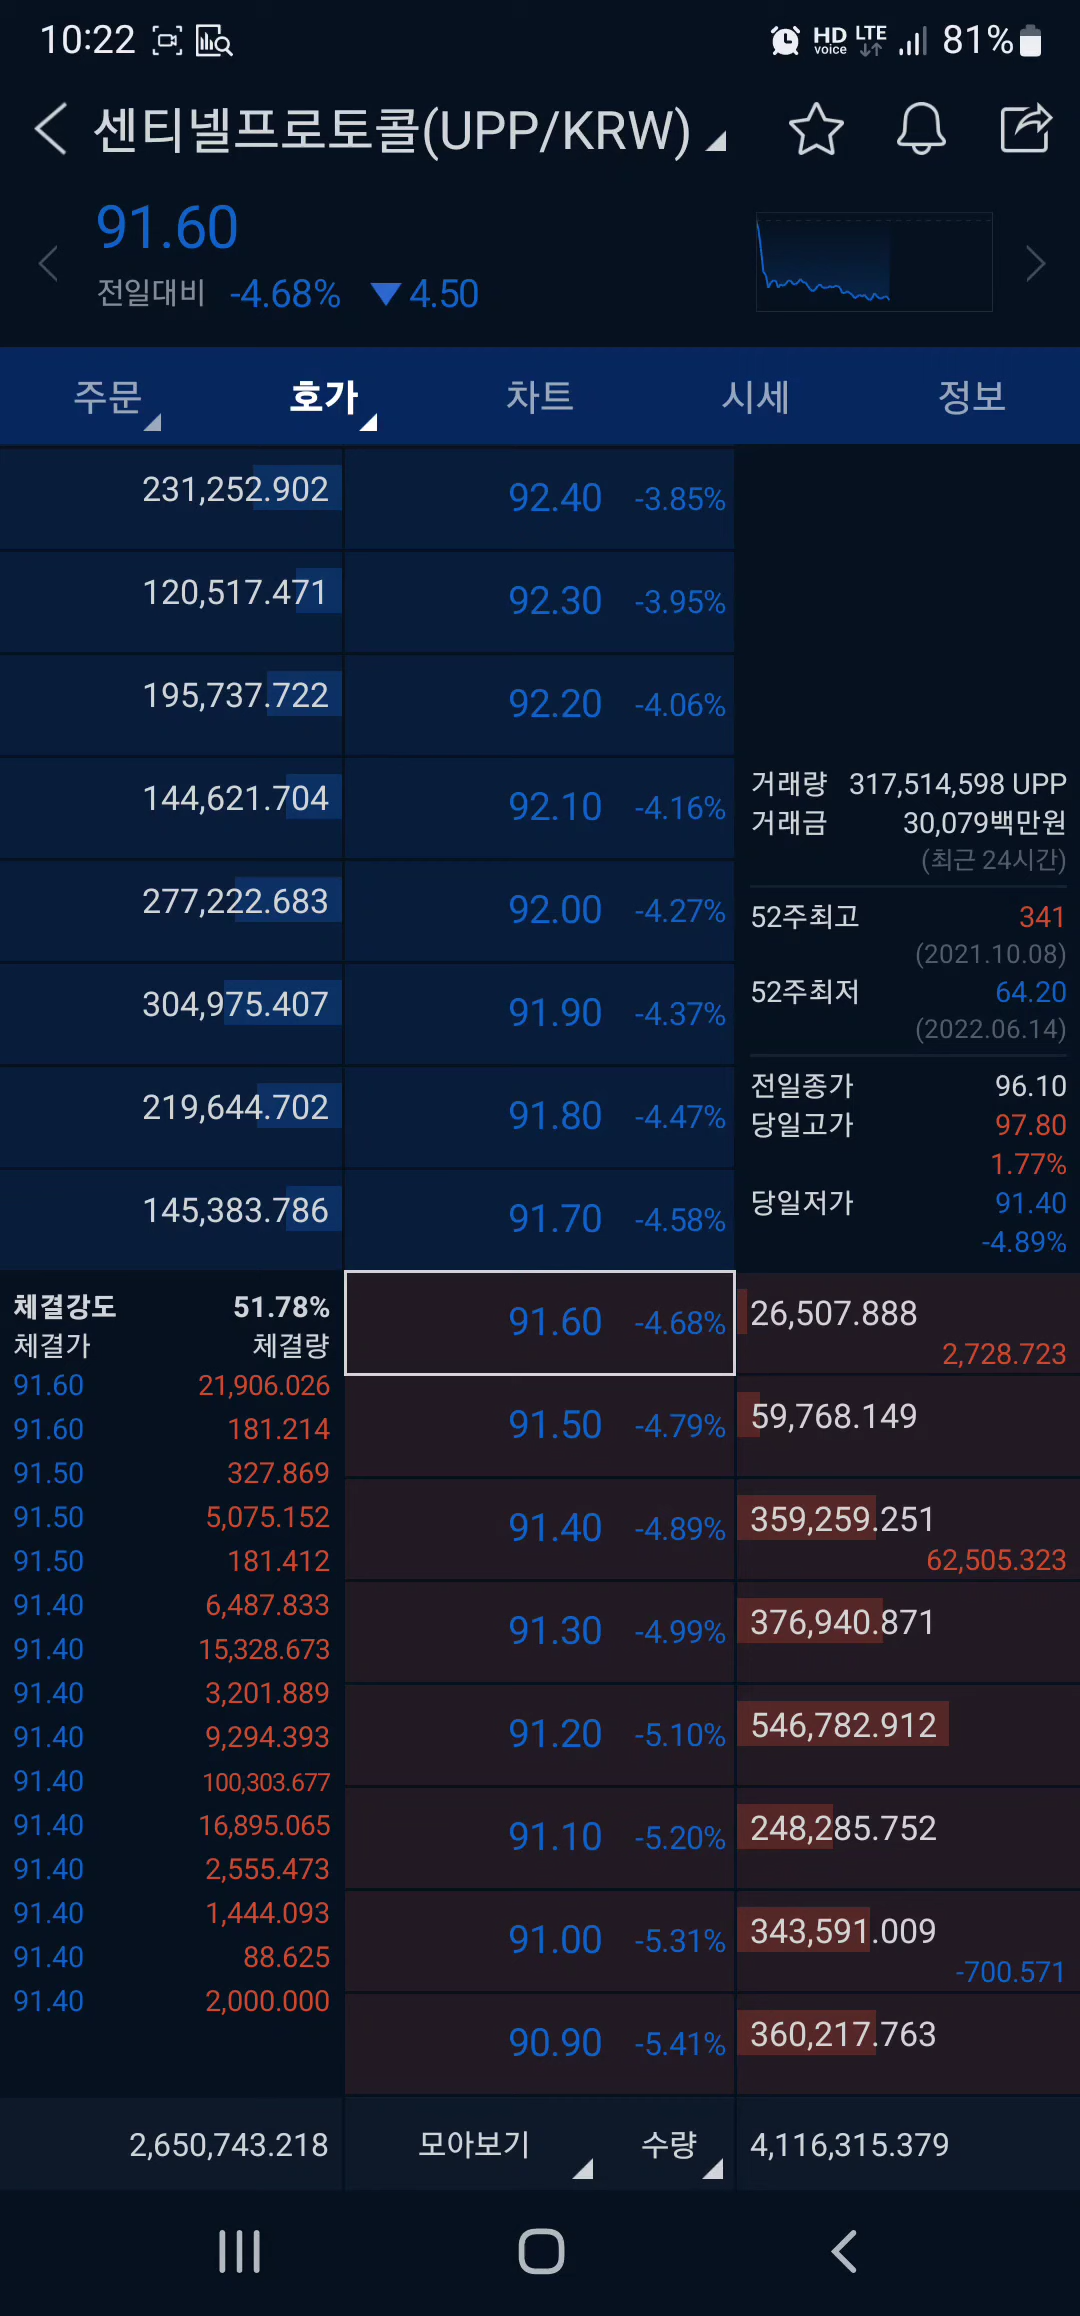 10:22
HD voice LTE 81%
센티넬프로토콜(UPP/KRW)
91.60
전일대비 -4.68% ▼4.50
주문 호가 차트 시세 정보
231,252.902 92.40 -3.85%
120,517.471 92.30 -3.95%
195,737.722 92.20 -4.06%
144,621.704 92.10 -4.16%
277,222.683 92.00 -4.27%
304,975.407 91.90 -4.37%
219,644.702 91.80 -4.47%
145,383.786 91.70 -4.58%
거래량 317,514,598 UPP
거래금 30,079백만원
(최근 24시간)
52주최고 341
(2021.10.08)
52주최저 64.20
(2022.06.14)
전일종가 96.10
당일고가 97.80
1.77%
당일저가 91.40
-4.89%
체결강도 51.78%
체결가 체결량
91.60 21,906.026
91.60 181.214
91.50 327.869
91.50 5,075.152
91.50 181.412
91.40 6,487.833
91.40 15,328.673
91.40 3,201.889
91.40 9,294.393
91.40 100,303.677
91.40 16,895.065
91.40 2,555.473
91.40 1,444.093
91.40 88.625
91.40 2,000.000
91.60 -4.68% 26,507.888
2,728.723
91.50 -4.79% 59,768.149
91.40 -4.89% 359,259.251
62,505.323
91.30 -4.99% 376,940.871
91.20 -5.10% 546,782.912
91.10 -5.20% 248,285.752
91.00 -5.31% 343,591.009
-700.571
90.90 -5.41% 360,217.763
2,650,743.218 모아보기 수량 4,116,315.379